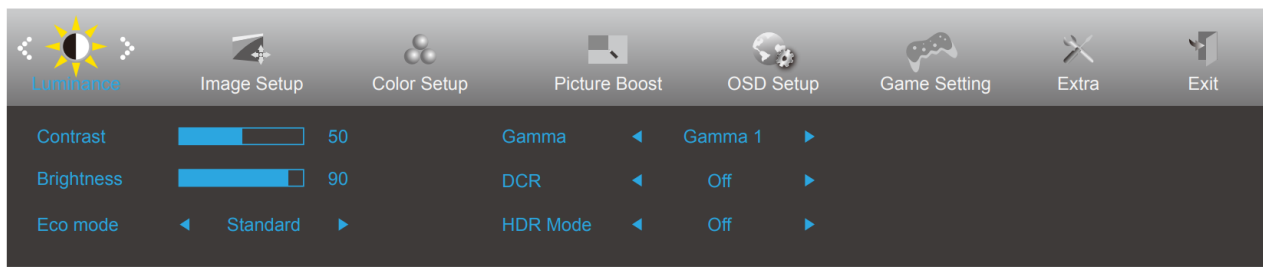 Luminance Image Setup Color Setup Picture Boost OSD Setup Game Setting Extra Exit
Contrast 50 Gamma Gamma 1
Brightness 90 DCR Off
Eco mode Standard HDR Mode Off